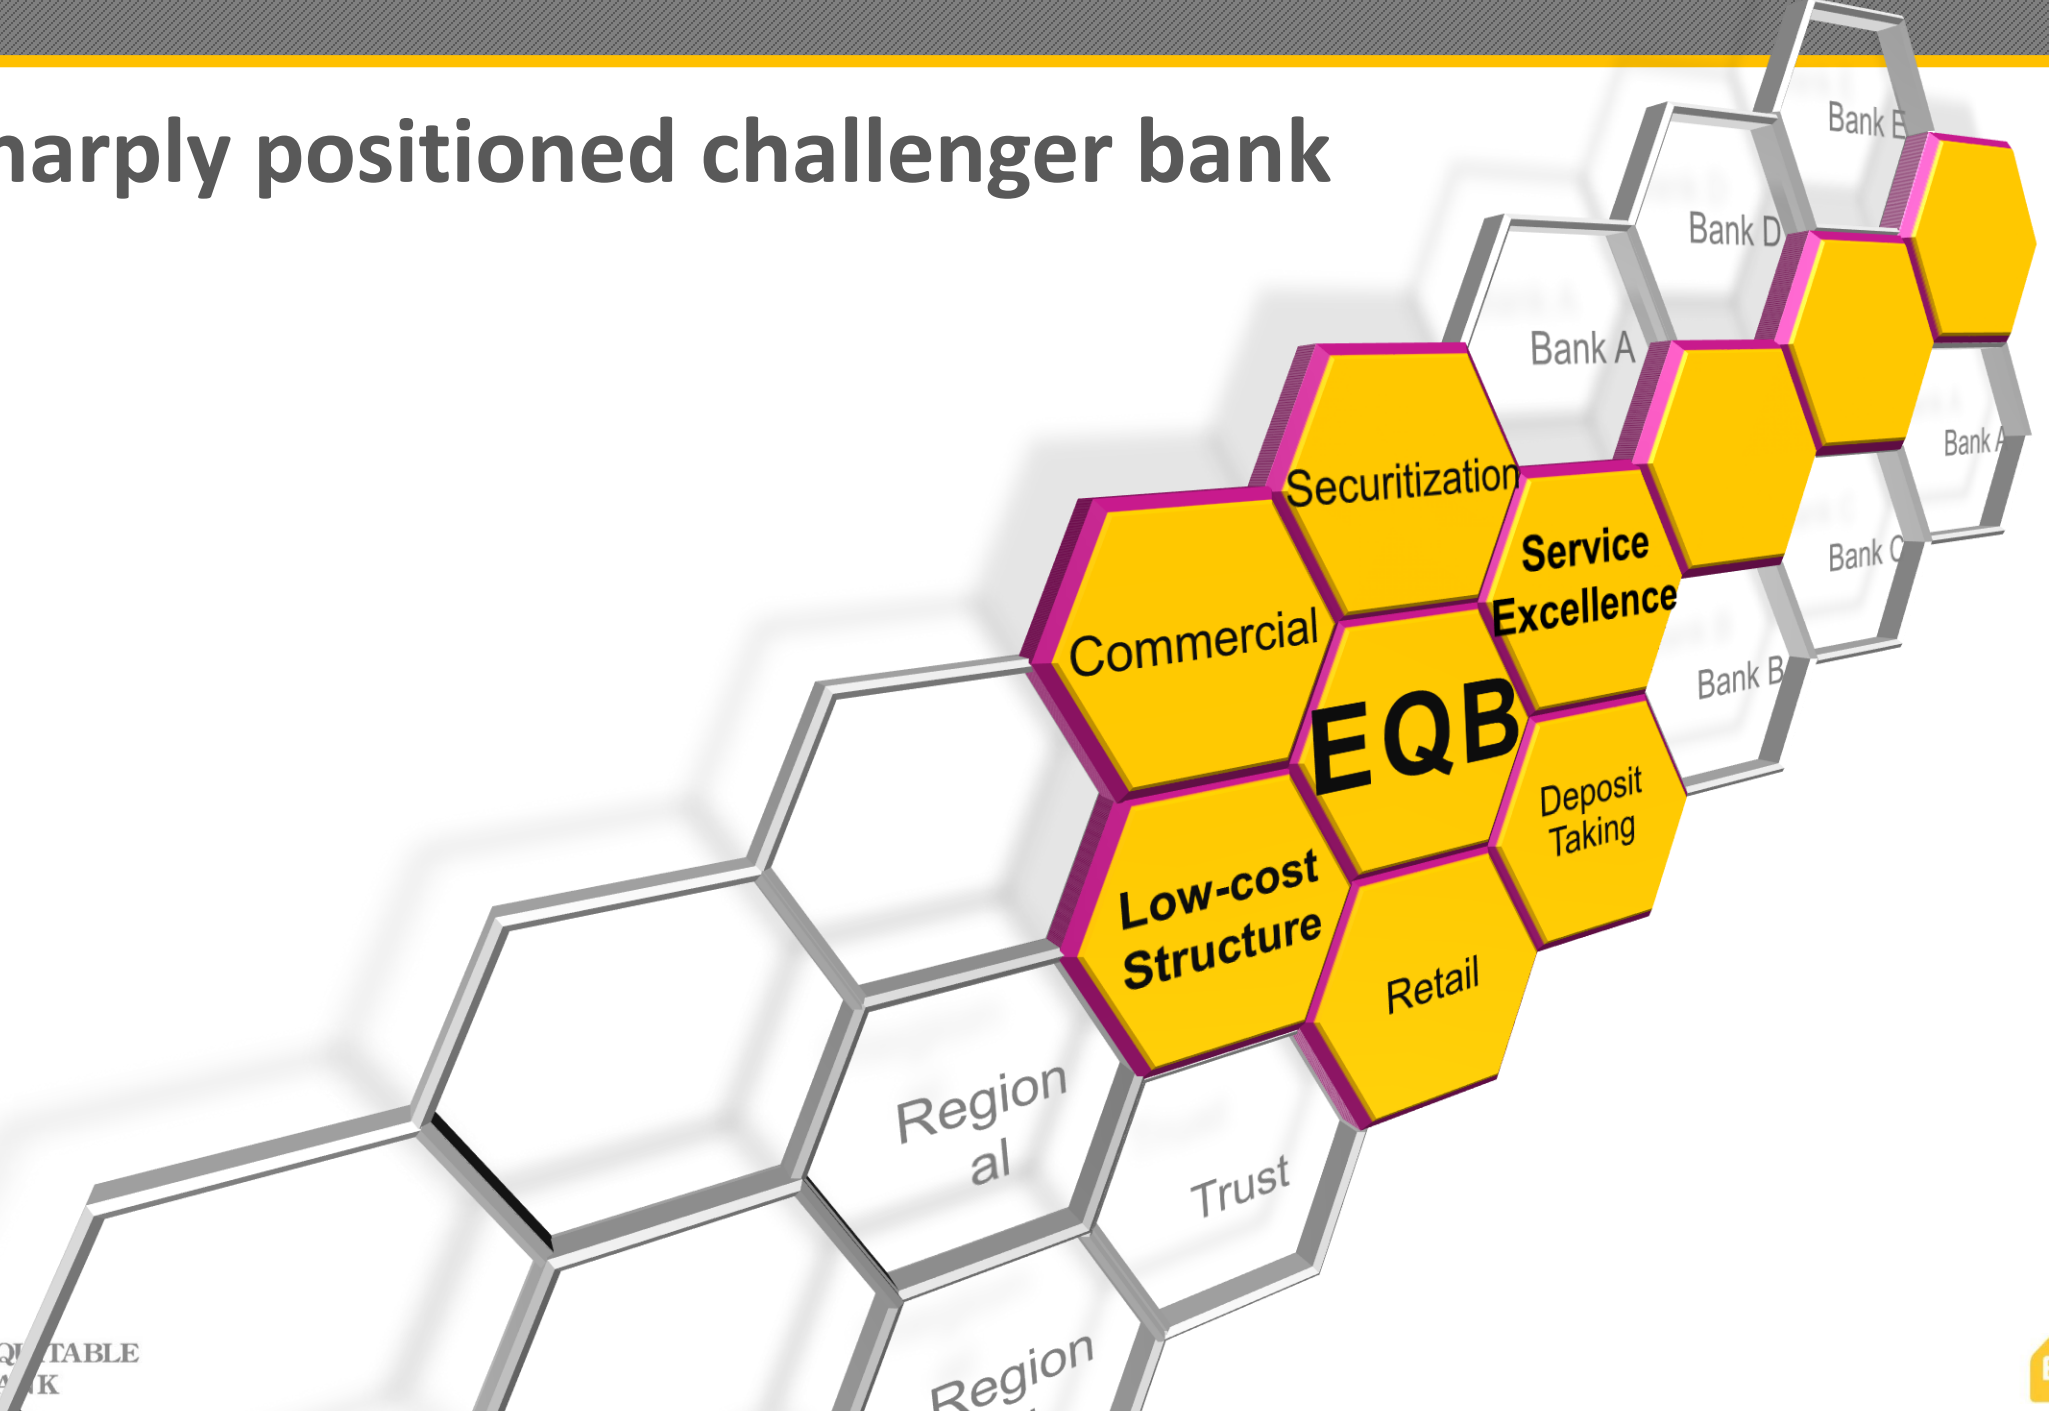 harply positioned challenger bank
Bank E
Bank D
Bank A
Securitization
Service
Excellence
Bank A
Bank C
Commercial
EQB
Bank B
Deposit
Taking
Low-cost
Structure
Retail
Region
al
Trust
Region